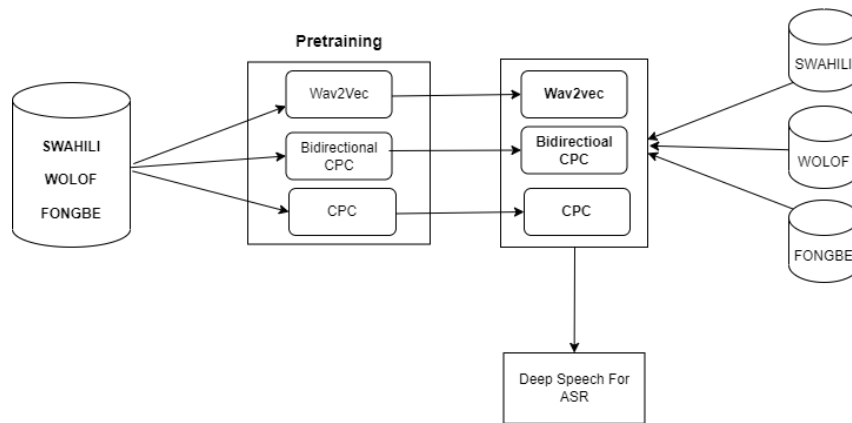 Pretraining
SWAHILI
WOLOF
FONGBE
Wav2Vec
Bidirectional
CPC
CPC
Wav2vec
Bidirectioal
CPC
CPC
SWAHILI
WOLOF
FONGBE
Deep Speech For
ASR